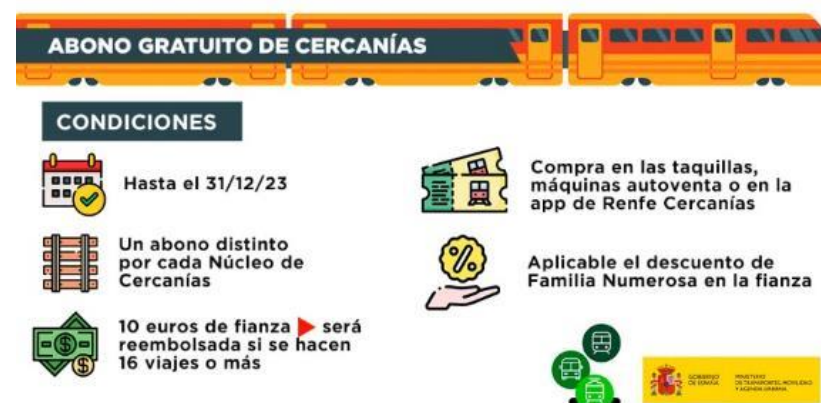 ABONO GRATUITO DE CERCANÍAS
CONDICIONES
Hasta el 31/12/23
Un abono distinto
por cada Núcleo de
Cercanías
10 euros de fianza ▶ será
reembolsada si se hacen
16 viajes o más
Compra en las taquillas,
máquinas autoventa o en la
app de Renfe Cercanías
Aplicable el descuento de
Familia Numerosa en la fianza
GOBIERNO
DE ESPAÑA
MINISTERIO
DE TRANSPORTES, MOVILIDAD
Y AGENDA URBANA